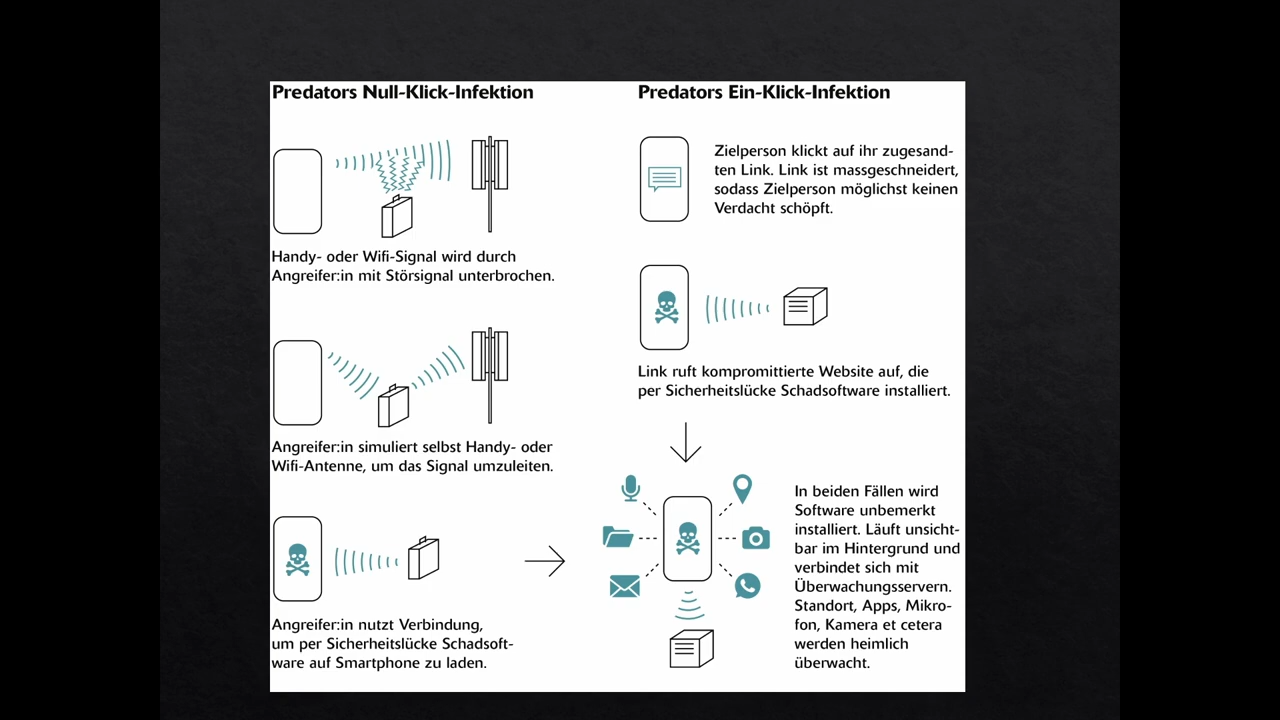 Predators Null-Klick-Infektion
Handy- oder Wifi-Signal wird durch
Angreifer:in mit Störsignal unterbrochen.
Angreifer:in simuliert selbst Handy- oder
Wifi-Antenne, um das Signal umzuleiten.
Angreifer:in nutzt Verbindung,
um per Sicherheitslücke Schadsoft-
ware auf Smartphone zu laden.
Predators Ein-Klick-Infektion
Zielperson klickt auf ihr zugesand-
ten Link. Link ist massgeschneidert,
sodass Zielperson möglichst keinen
Verdacht schöpft.
Link ruft kompromittierte Website auf, die
per Sicherheitslücke Schadsoftware installiert.
In beiden Fällen wird
Software unbemerkt
installiert. Läuft unsicht-
bar im Hintergrund und
verbindet sich mit
Überwachungsservern.
Standort, Apps, Mikro-
fon, Kamera et cetera
werden heimlich
überwacht.